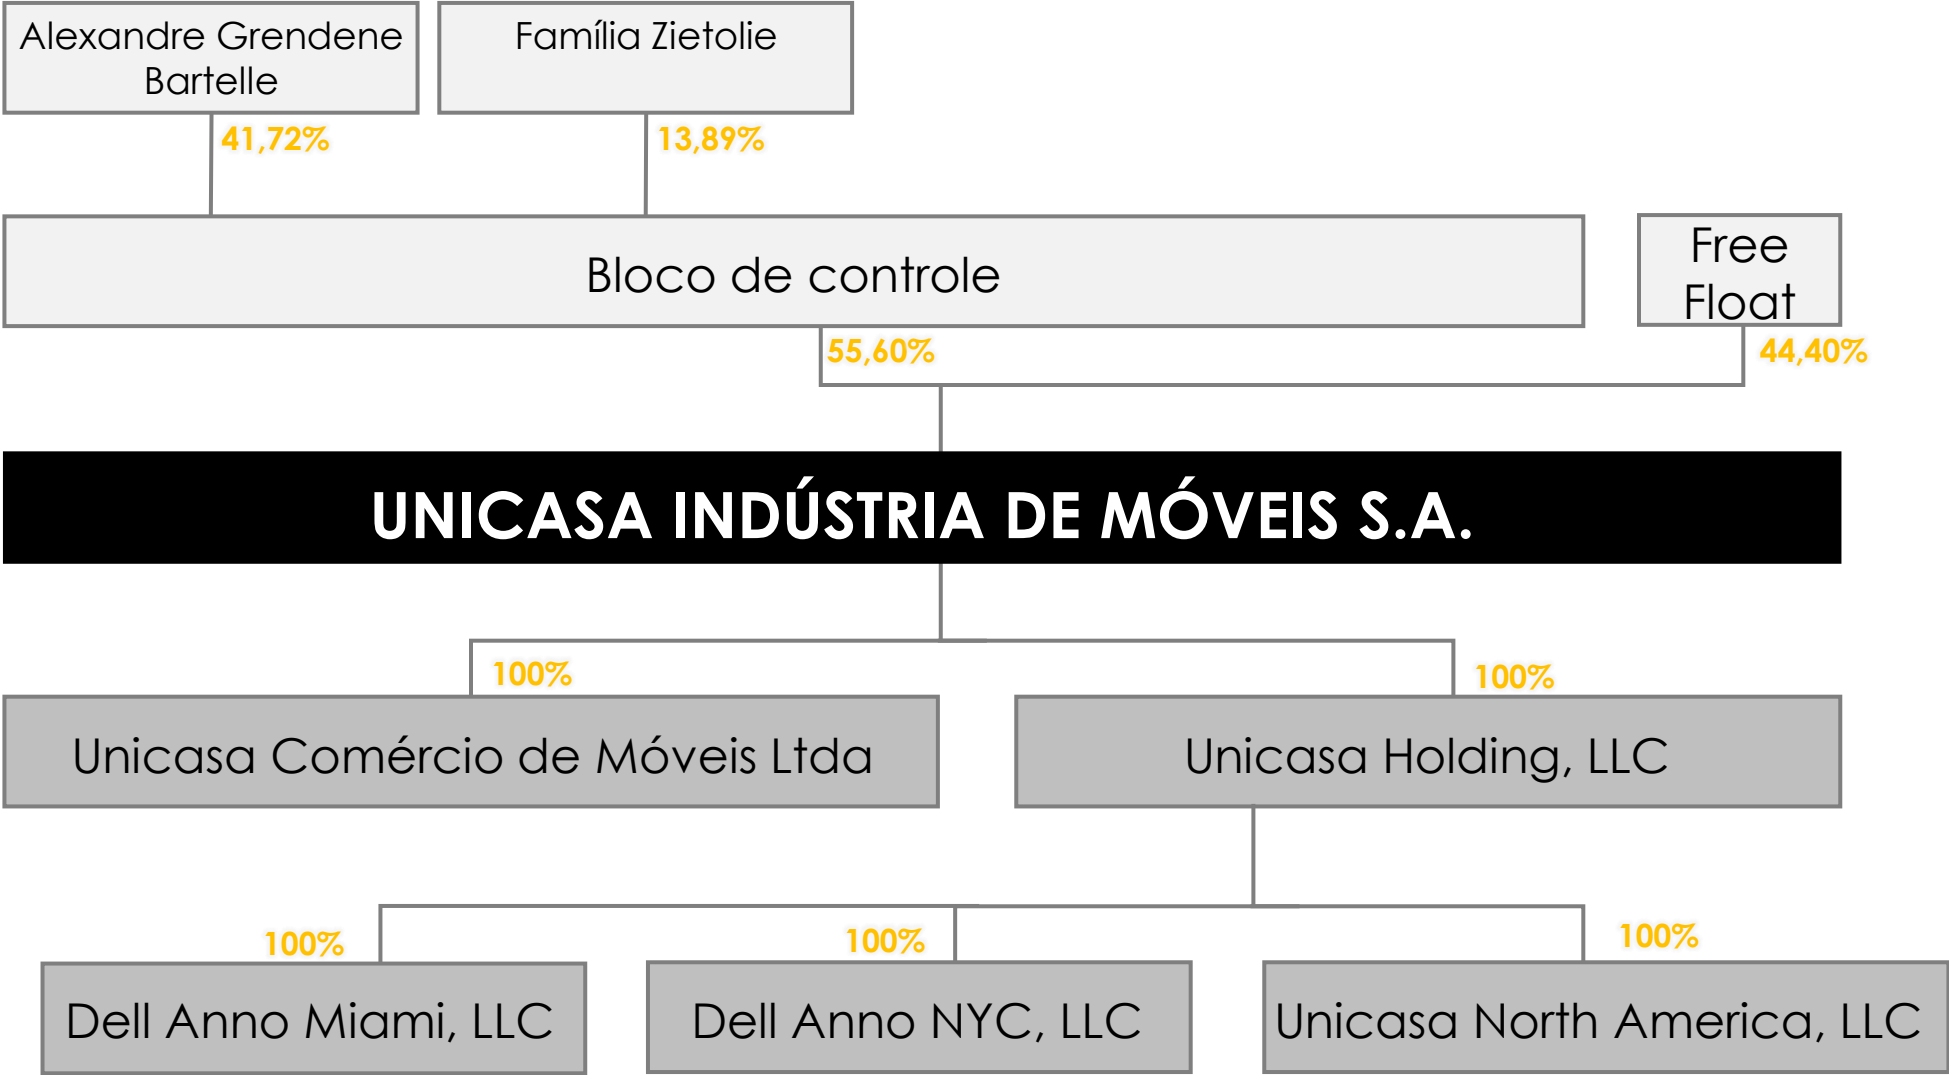 Alexandre Grendene
Bartelle
Família Zietolie
41,72%
13,89%
Bloco de controle
Free
Float
55,60%
44,40%
UNICASA INDÚSTRIA DE MÓVEIS S.A.
100%
100%
Unicasa Comércio de Móveis Ltda
Unicasa Holding, LLC
100%
100%
100%
Dell Anno Miami, LLC
Dell Anno NYC, LLC
Unicasa North America, LLC